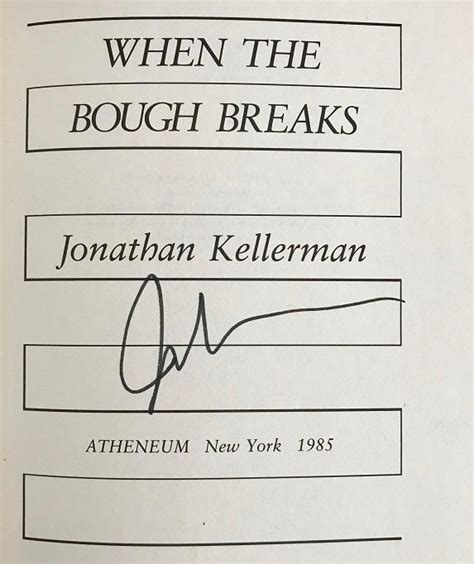 WHEN THE
BOUGH BREAKS
Jonathan Kellerman
ATHENEUM New York 1985